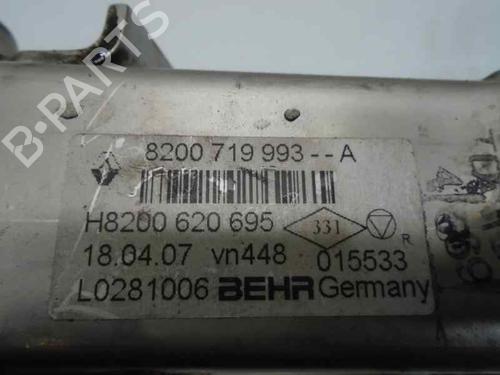 B-PARTS
8200 719 993--A
H8200 620 695 331
18.04.07 vn448 015533 R
L0281006 BEHR Germany